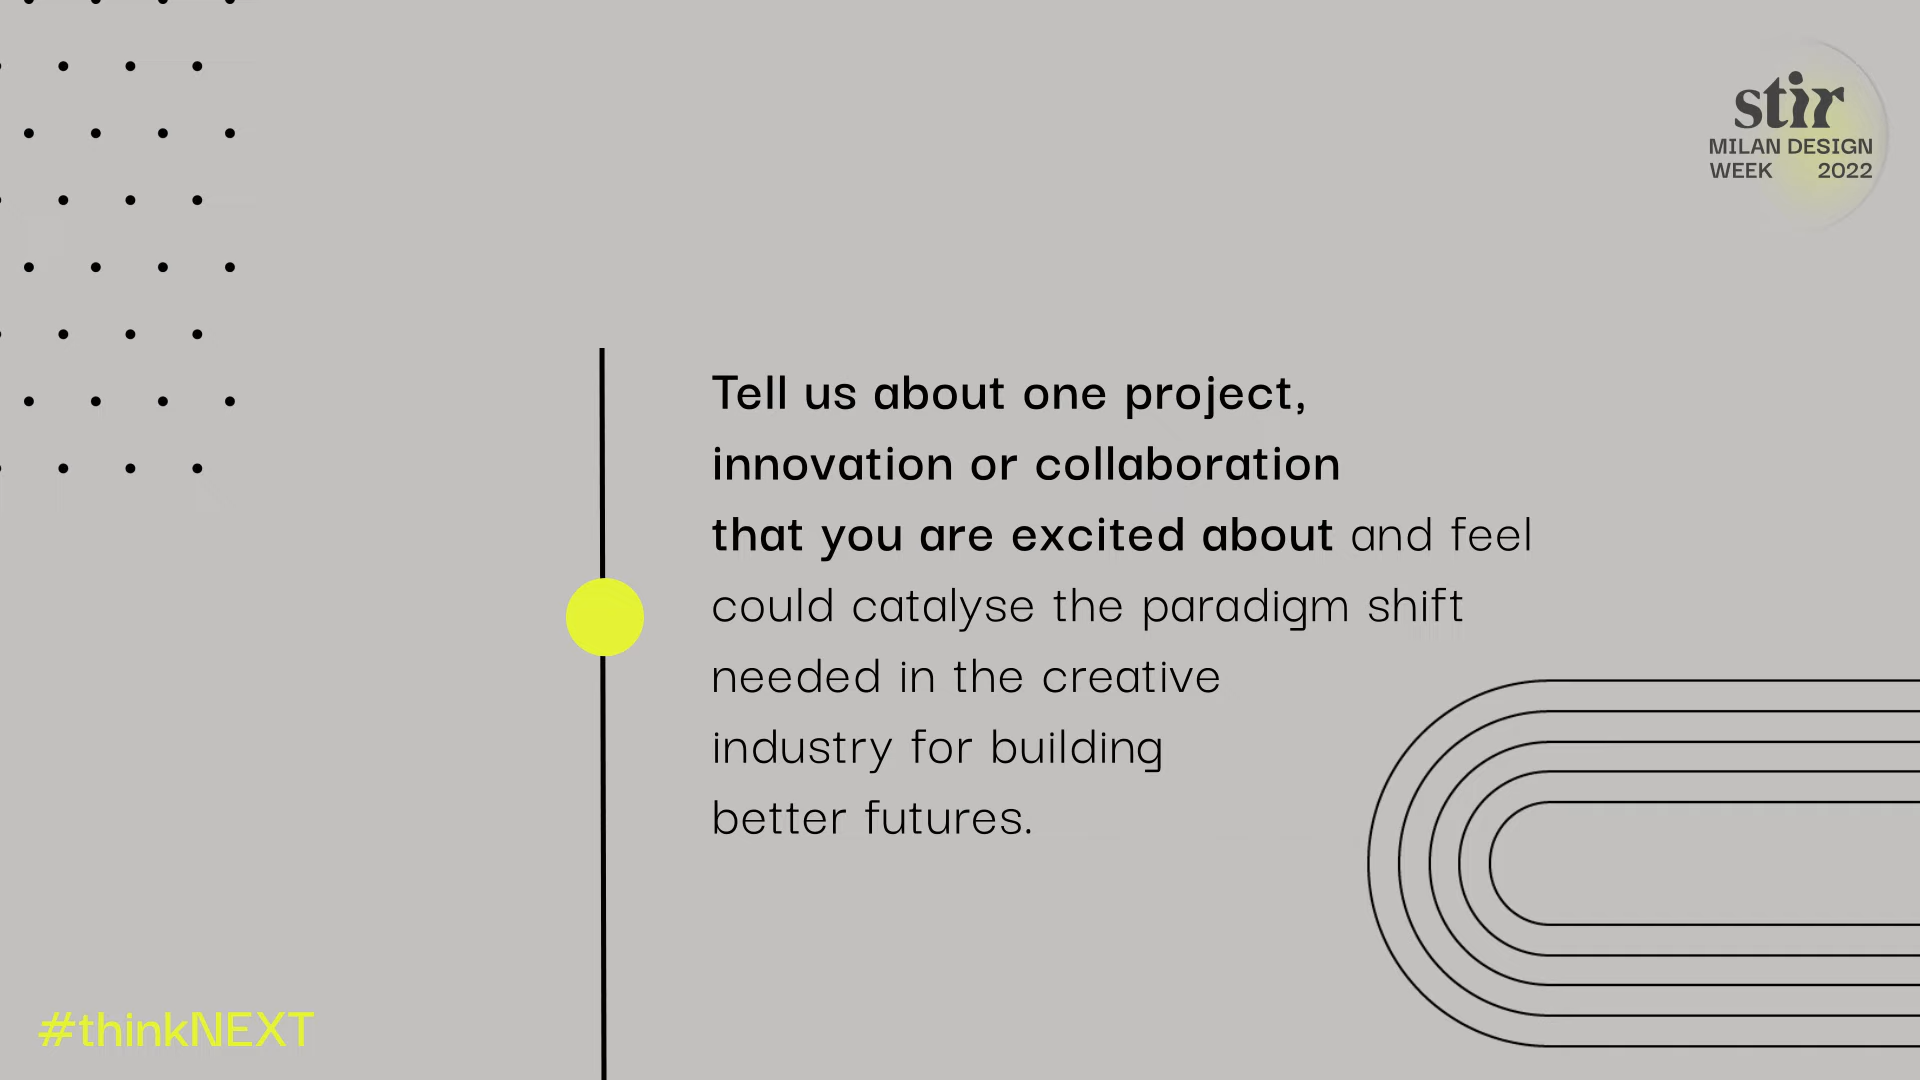 stir
MILAN DESIGN
WEEK 2022
Tell us about one project,
innovation or collaboration
that you are excited about and feel
could catalyse the paradigm shift
needed in the creative
industry for building
better futures.
#thinkNEXT